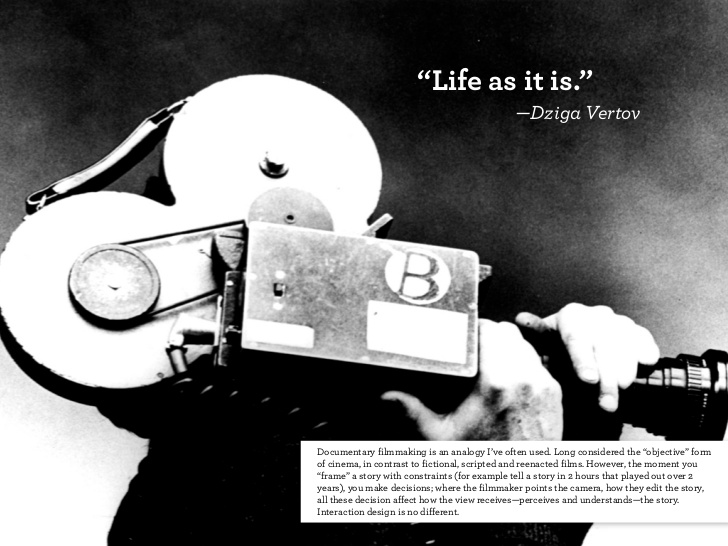 “Life as it is.”
—Dziga Vertov
B
Documentary filmmaking is an analogy I’ve often used. Long considered the “objective” form
of cinema, in contrast to fictional, scripted and reenacted films. However, the moment you
“frame” a story with constraints (for example tell a story in 2 hours that played out over 2
years), you make decisions; where the filmmaker points the camera, how they edit the story,
all these decision affect how the view receives—perceives and understands—the story.
Interaction design is no different.